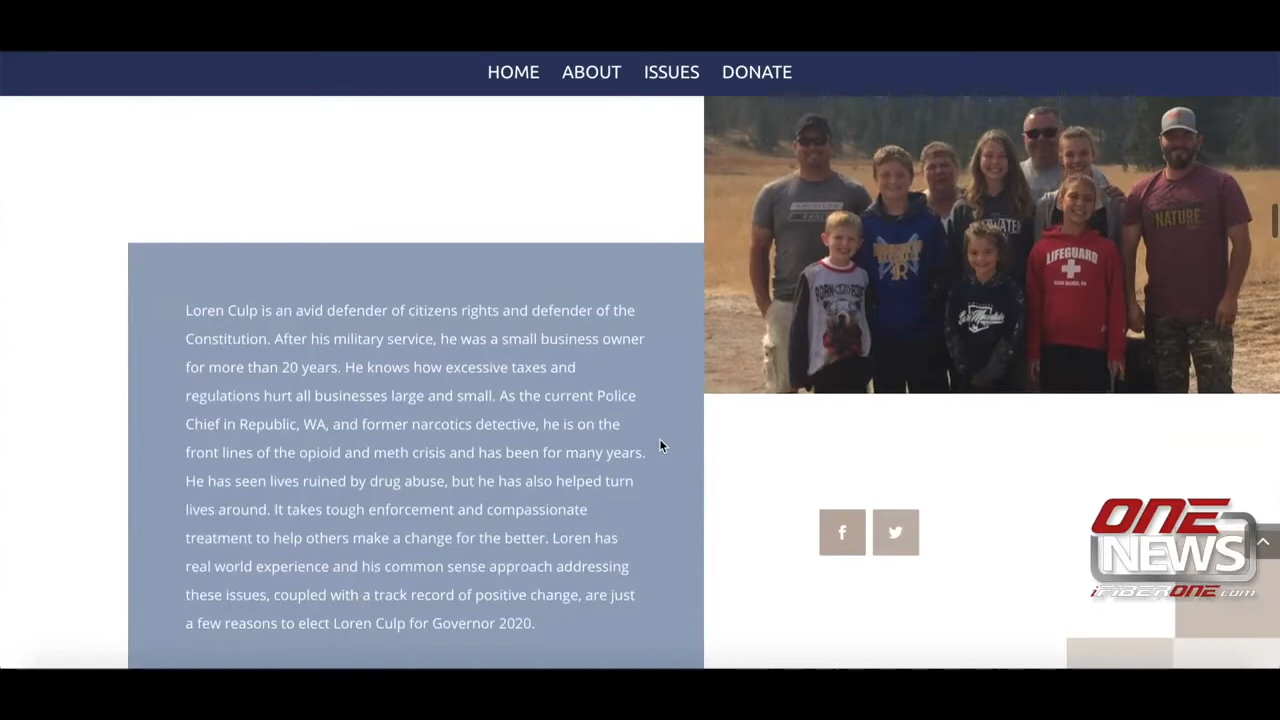 HOME ABOUT ISSUES DONATE
NATURE.
LIFEGUARD
Loren Culp is an avid defender of citizens rights and defender of the
Constitution. After his military service, he was a small business owner
for more than 20 years. He knows how excessive taxes and
regulations hurt all businesses large and small. As the current Police
Chief in Republic, WA, and former narcotics detective, he is on the
front lines of the opioid and meth crisis and has been for many years.
He has seen lives ruined by drug abuse, but he has also helped turn
lives around. It takes tough enforcement and compassionate
treatment to help others make a change for the better. Loren has
real world experience and his common sense approach addressing
these issues, coupled with a track record of positive change, are just
a few reasons to elect Loren Culp for Governor 2020.
f
ONE
NEWS
iFIBERONE.com